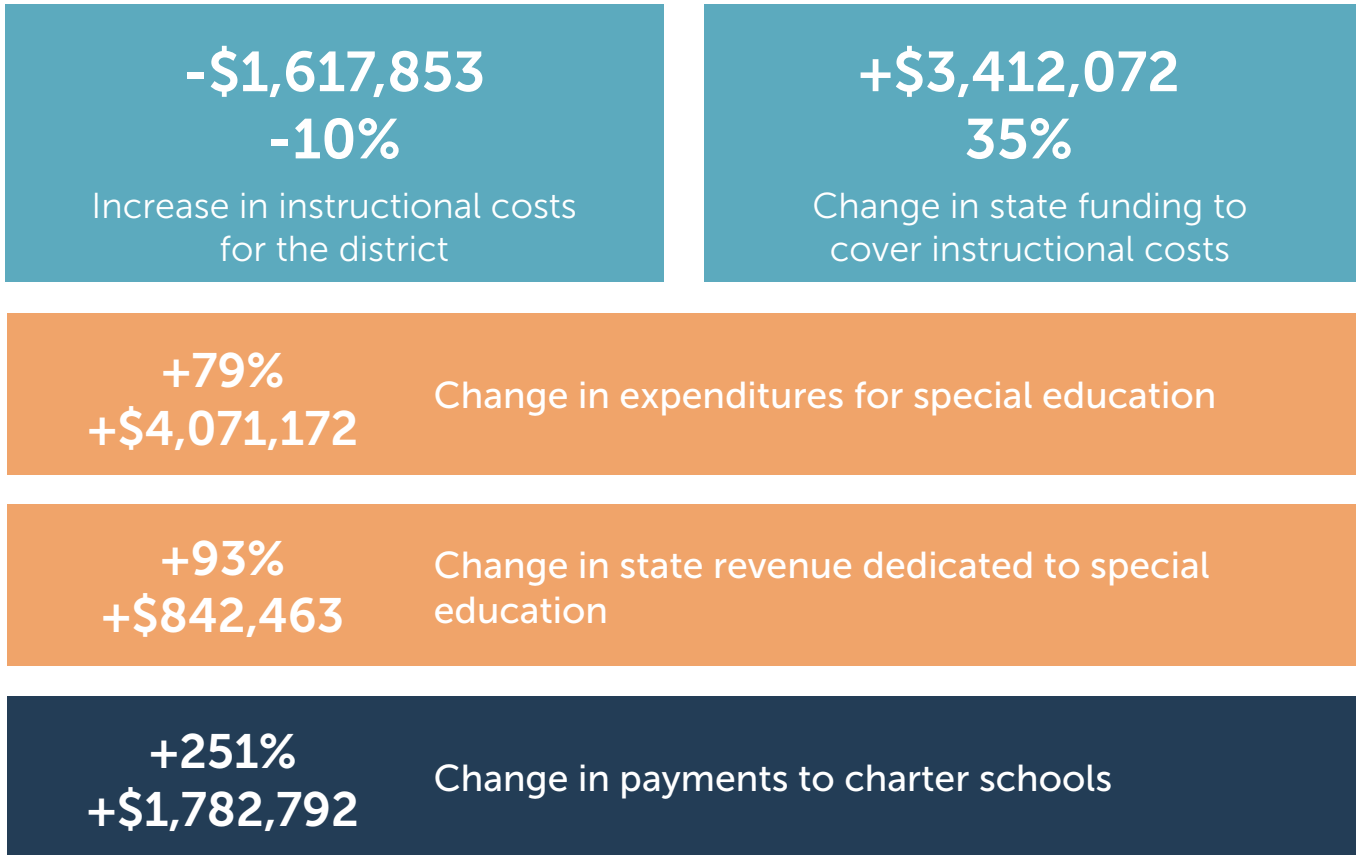 -$1,617,853
-10%
Increase in instructional costs
for the district
+$3,412,072
35%
Change in state funding to
cover instructional costs
+79%
+$4,071,172
Change in expenditures for special education
+93%
+$842,463
Change in state revenue dedicated to special
education
+251%
+$1,782,792
Change in payments to charter schools